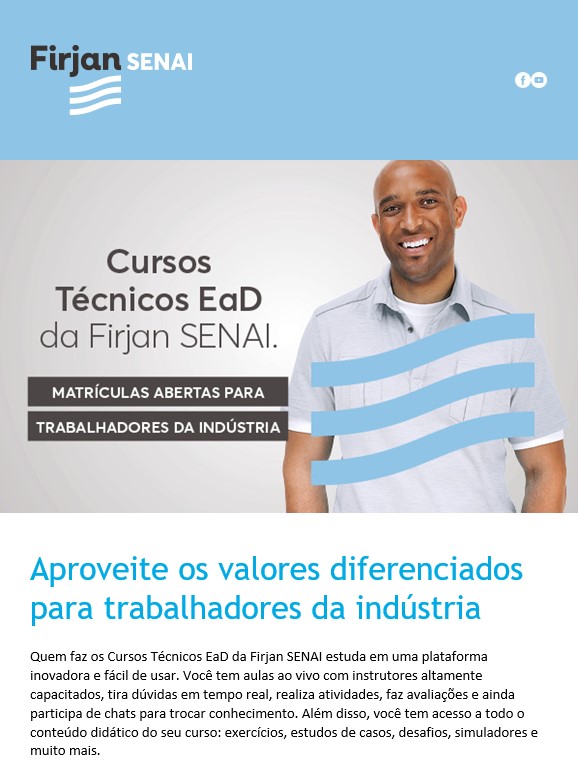 Firjan SENAI
Cursos
Técnicos EaD
da Firjan SENAI.
MATRÍCULAS ABERTAS PARA
TRABALHADORES DA INDÚSTRIA
Aproveite os valores diferenciados
para trabalhadores da indústria
Quem faz os Cursos Técnicos EaD da Firjan SENAI estuda em uma plataforma
inovadora e fácil de usar. Você tem aulas ao vivo com instrutores altamente
capacitados, tira dúvidas em tempo real, realiza atividades, faz avaliações e ainda
participa de chats para trocar conhecimento. Além disso, você tem acesso a todo o
conteúdo didático do seu curso: exercícios, estudos de casos, desafios, simuladores e
muito mais.